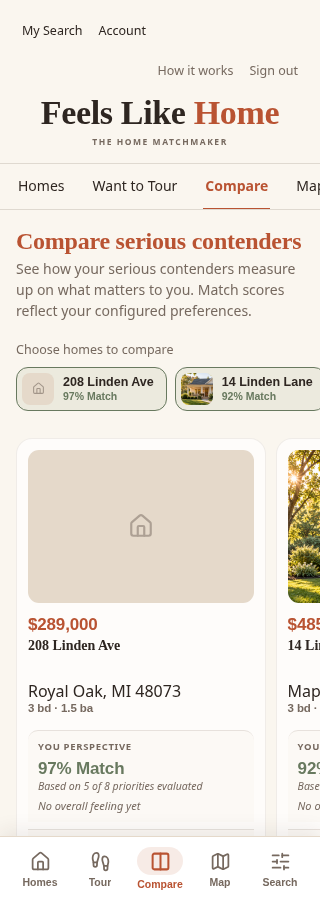 My Search Account
How it works Sign out
Feels Like Home
THE HOME MATCHMAKER
Homes Want to Tour Compare Map
Compare serious contenders
See how your serious contenders measure
up on what matters to you. Match scores
reflect your configured preferences.
Choose homes to compare
208 Linden Ave
97% Match
14 Linden Lane
92% Match
$289,000
208 Linden Ave
Royal Oak, MI 48073
3 bd · 1.5 ba
YOU PERSPECTIVE
97% Match
Based on 5 of 8 priorities evaluated
No overall feeling yet
$485
14 Li
Map
3 bd ·
YOU
92%
Base
No o
Homes Tour Compare Map Search